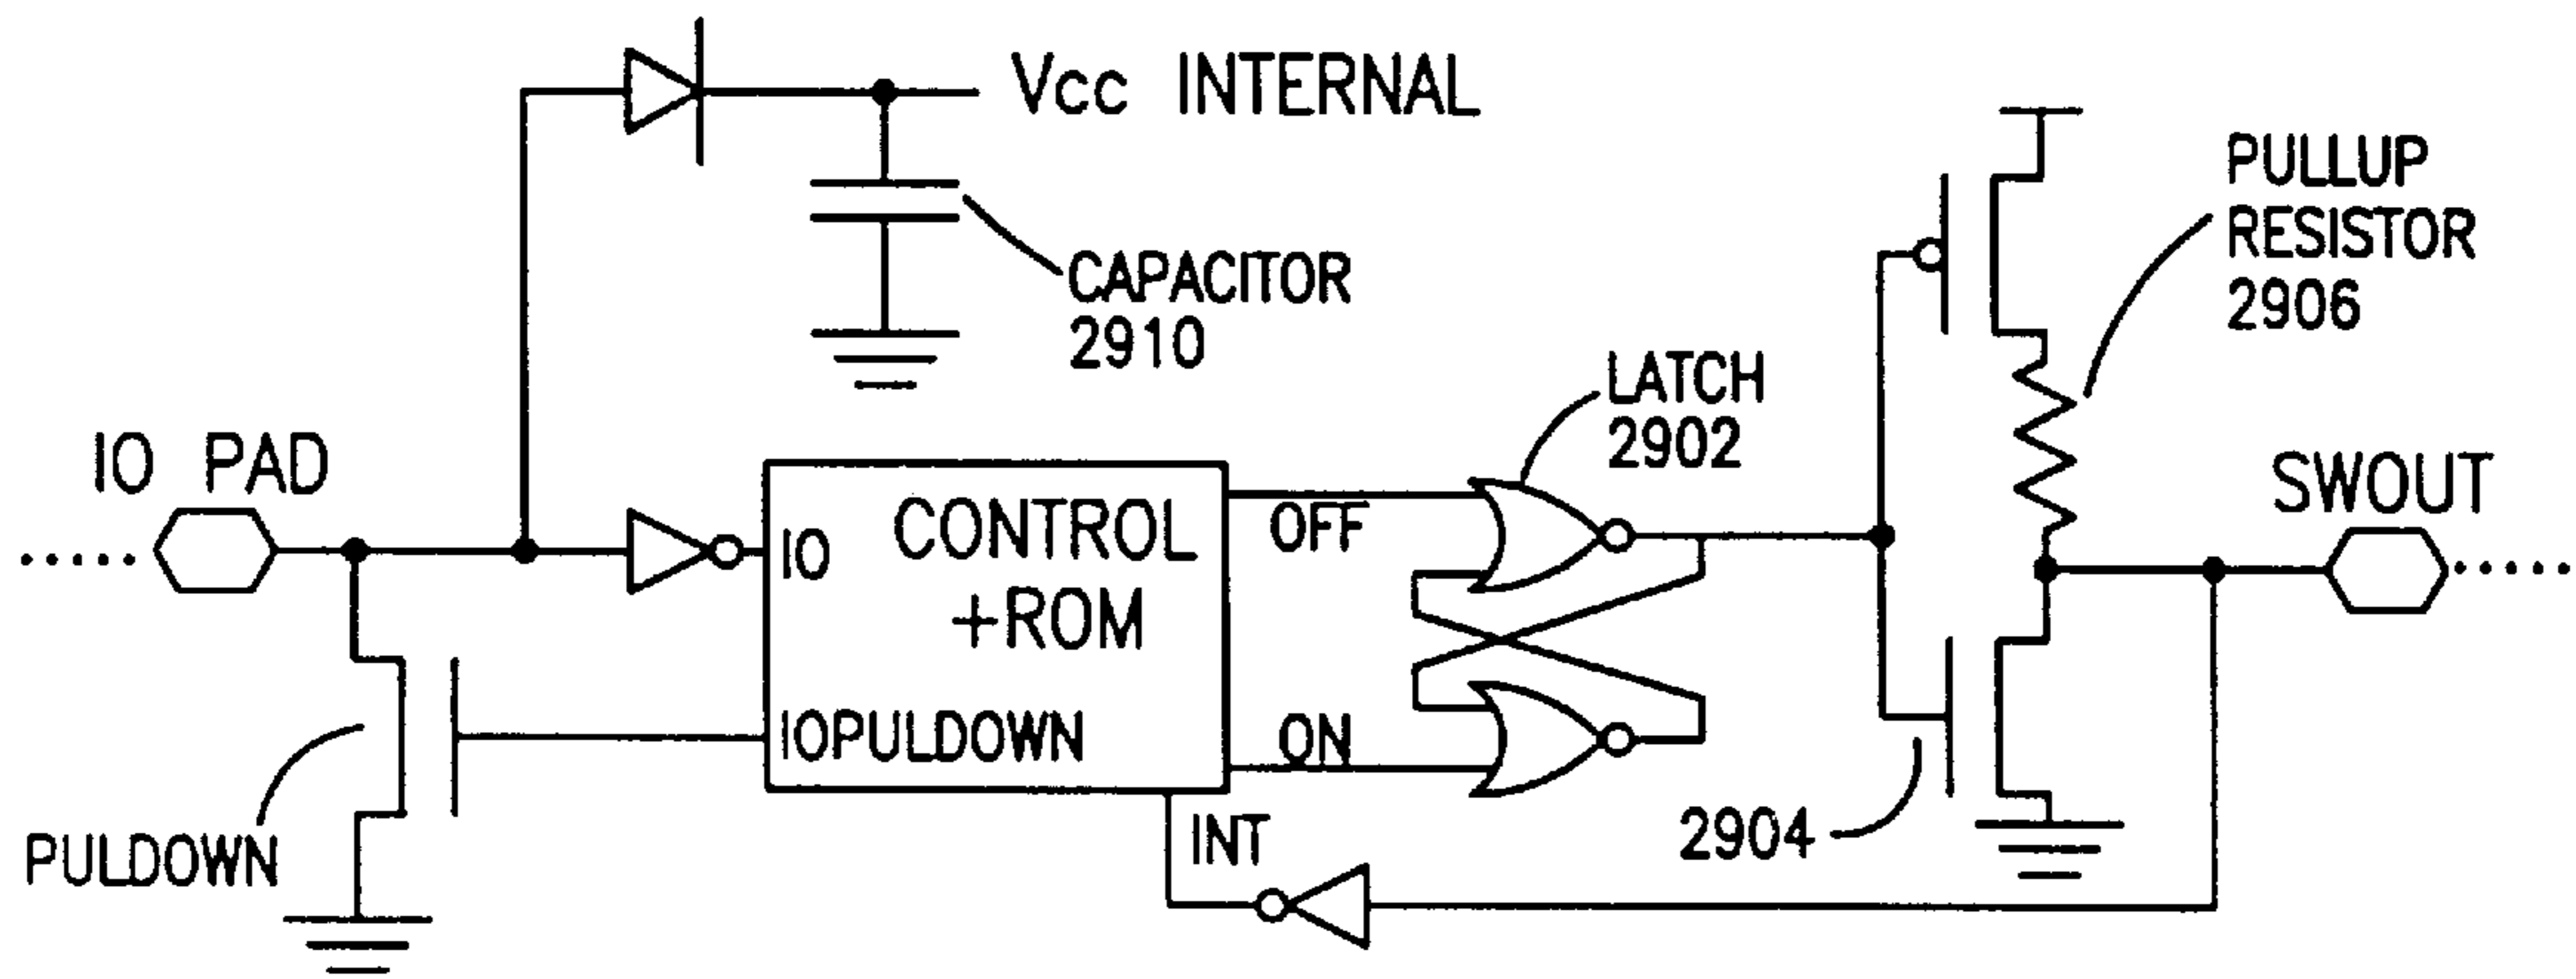 Vcc INTERNAL
CAPACITOR
2910
PULLUP
RESISTOR
2906
LATCH
2902
IO PAD
SWOUT
IO
CONTROL
+ROM
OFF
IOPULDOWN
ON
PULDOWN
INT
2904